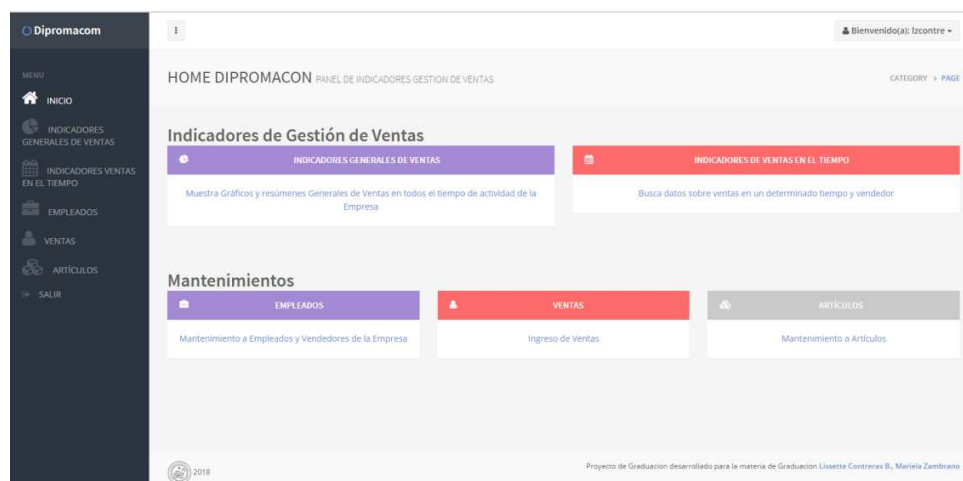 Dipromacom
Bienvenido(a): lzcontre
MENU
INICIO
INDICADORES
GENERALES DE VENTAS
INDICADORES VENTAS
EN EL TIEMPO
EMPLEADOS
VENTAS
ARTÍCULOS
SALIR
HOME DIPROMACON PANEL DE INDICADORES GESTION DE VENTAS
CATEGORY > PAGE
Indicadores de Gestión de Ventas
INDICADORES GENERALES DE VENTAS
Muestra Gráficos y resúmenes Generales de Ventas en todos el tiempo de actividad de la
Empresa
INDICADORES DE VENTAS EN EL TIEMPO
Busca datos sobre ventas en un determinado tiempo y vendedor
Mantenimientos
EMPLEADOS
Mantenimiento a Empleados y Vendedores de la Empresa
VENTAS
Ingreso de Ventas
ARTÍCULOS
Mantenimiento a Artículos
2018
Proyecto de Graduacion desarrollado para la materia de Graduacion Lissette Contreras B., Mariela Zambrano